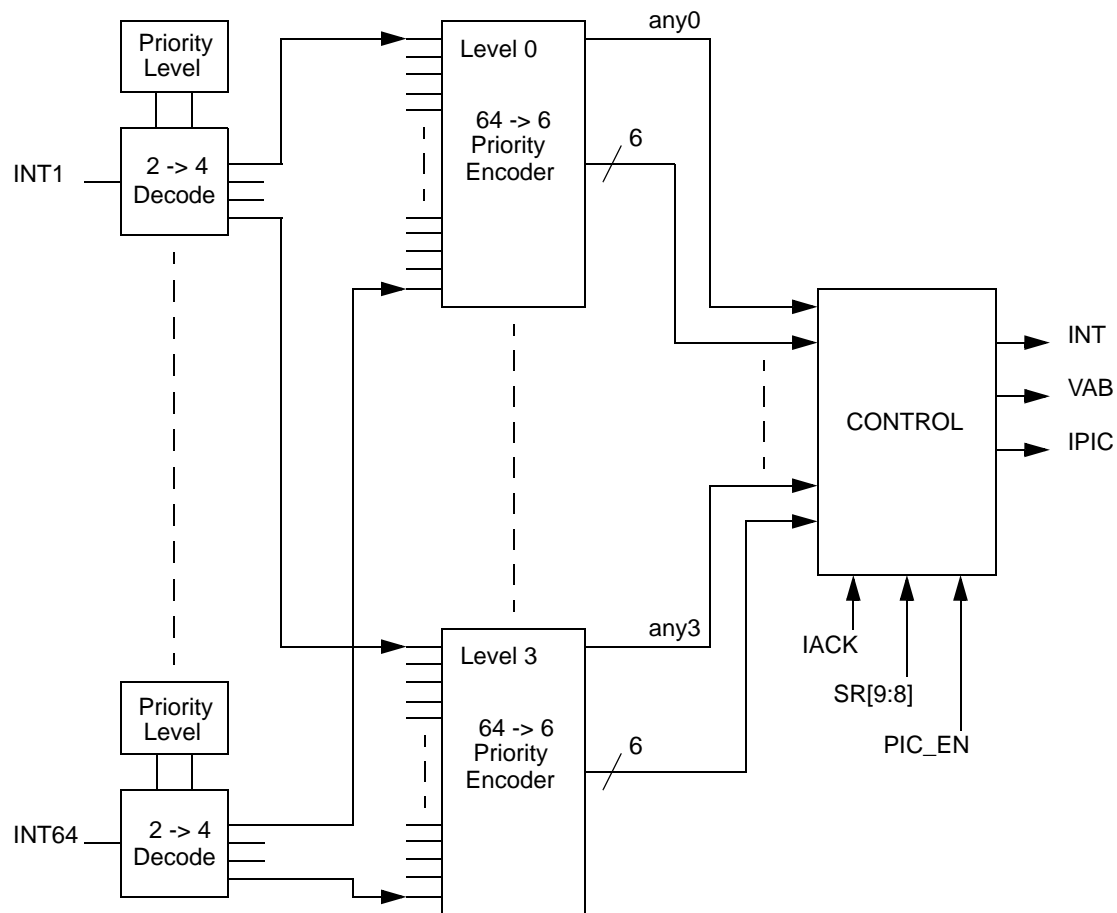 Priority
Level
INT1
2 -> 4
Decode
Level 0
64 -> 6
Priority
Encoder
any0
6
CONTROL
INT
VAB
IPIC
IACK
SR[9:8]
PIC_EN
Priority
Level
INT64
2 -> 4
Decode
Level 3
64 -> 6
Priority
Encoder
any3
6